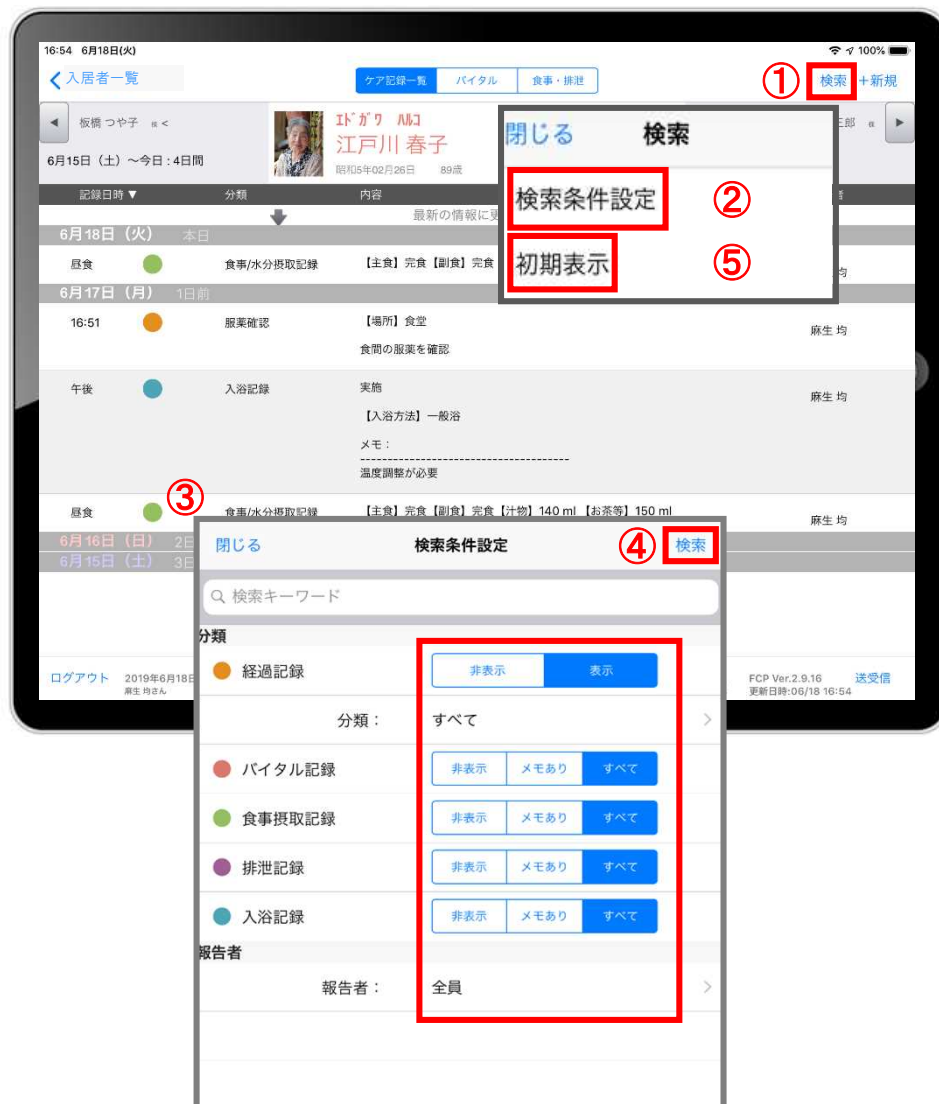 16:54 6月18日(火) 100%
入居者一覧 ケア記録一覧 バイタル 食事・排泄 ① 検索 +新規
板橋 つや子 様 <
エドガワ ハルコ
江戸川 春子
6月15日(土)~今日:4日間
昭和5年02月26日 89歳
閉じる 検索
検索条件設定 ②
初期表示 ⑤
記録日時 ▼ 分類 内容
最新の情報に更
6月18日(火) 本日
昼食 食事/水分摂取記録 【主食】完食【副食】完食
6月17日(月) 1日前
16:51 服薬確認 【場所】食堂 麻生 均
食間の服薬を確認
午後 入浴記録 実施 麻生 均
【入浴方法】一般浴
メモ:
--------------------------------------
温度調整が必要
③
昼食 食事/水分摂取記録 【主食】完食【副食】完食【汁物】140 ml 【お茶等】150 ml 麻生 均
6月16日(日) 2日
6月15日(土) 3日
ログアウト 2019年6月18日
麻生 均さん
FCP Ver.2.9.16 送受信
更新日時:06/18 16:54
閉じる 検索条件設定 ④ 検索
検索キーワード
分類
経過記録 非表示 表示
分類: すべて >
バイタル記録 非表示 メモあり すべて
食事摂取記録 非表示 メモあり すべて
排泄記録 非表示 メモあり すべて
入浴記録 非表示 メモあり すべて
報告者
報告者: 全員 >